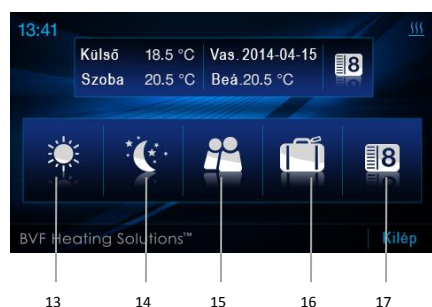 13:41
Külső 18.5 °C Vas. 2014-04-15
Szoba 20.5 °C Beá.20.5 °C
8
8
BVF Heating Solutions™ Kilép
13 14 15 16 17